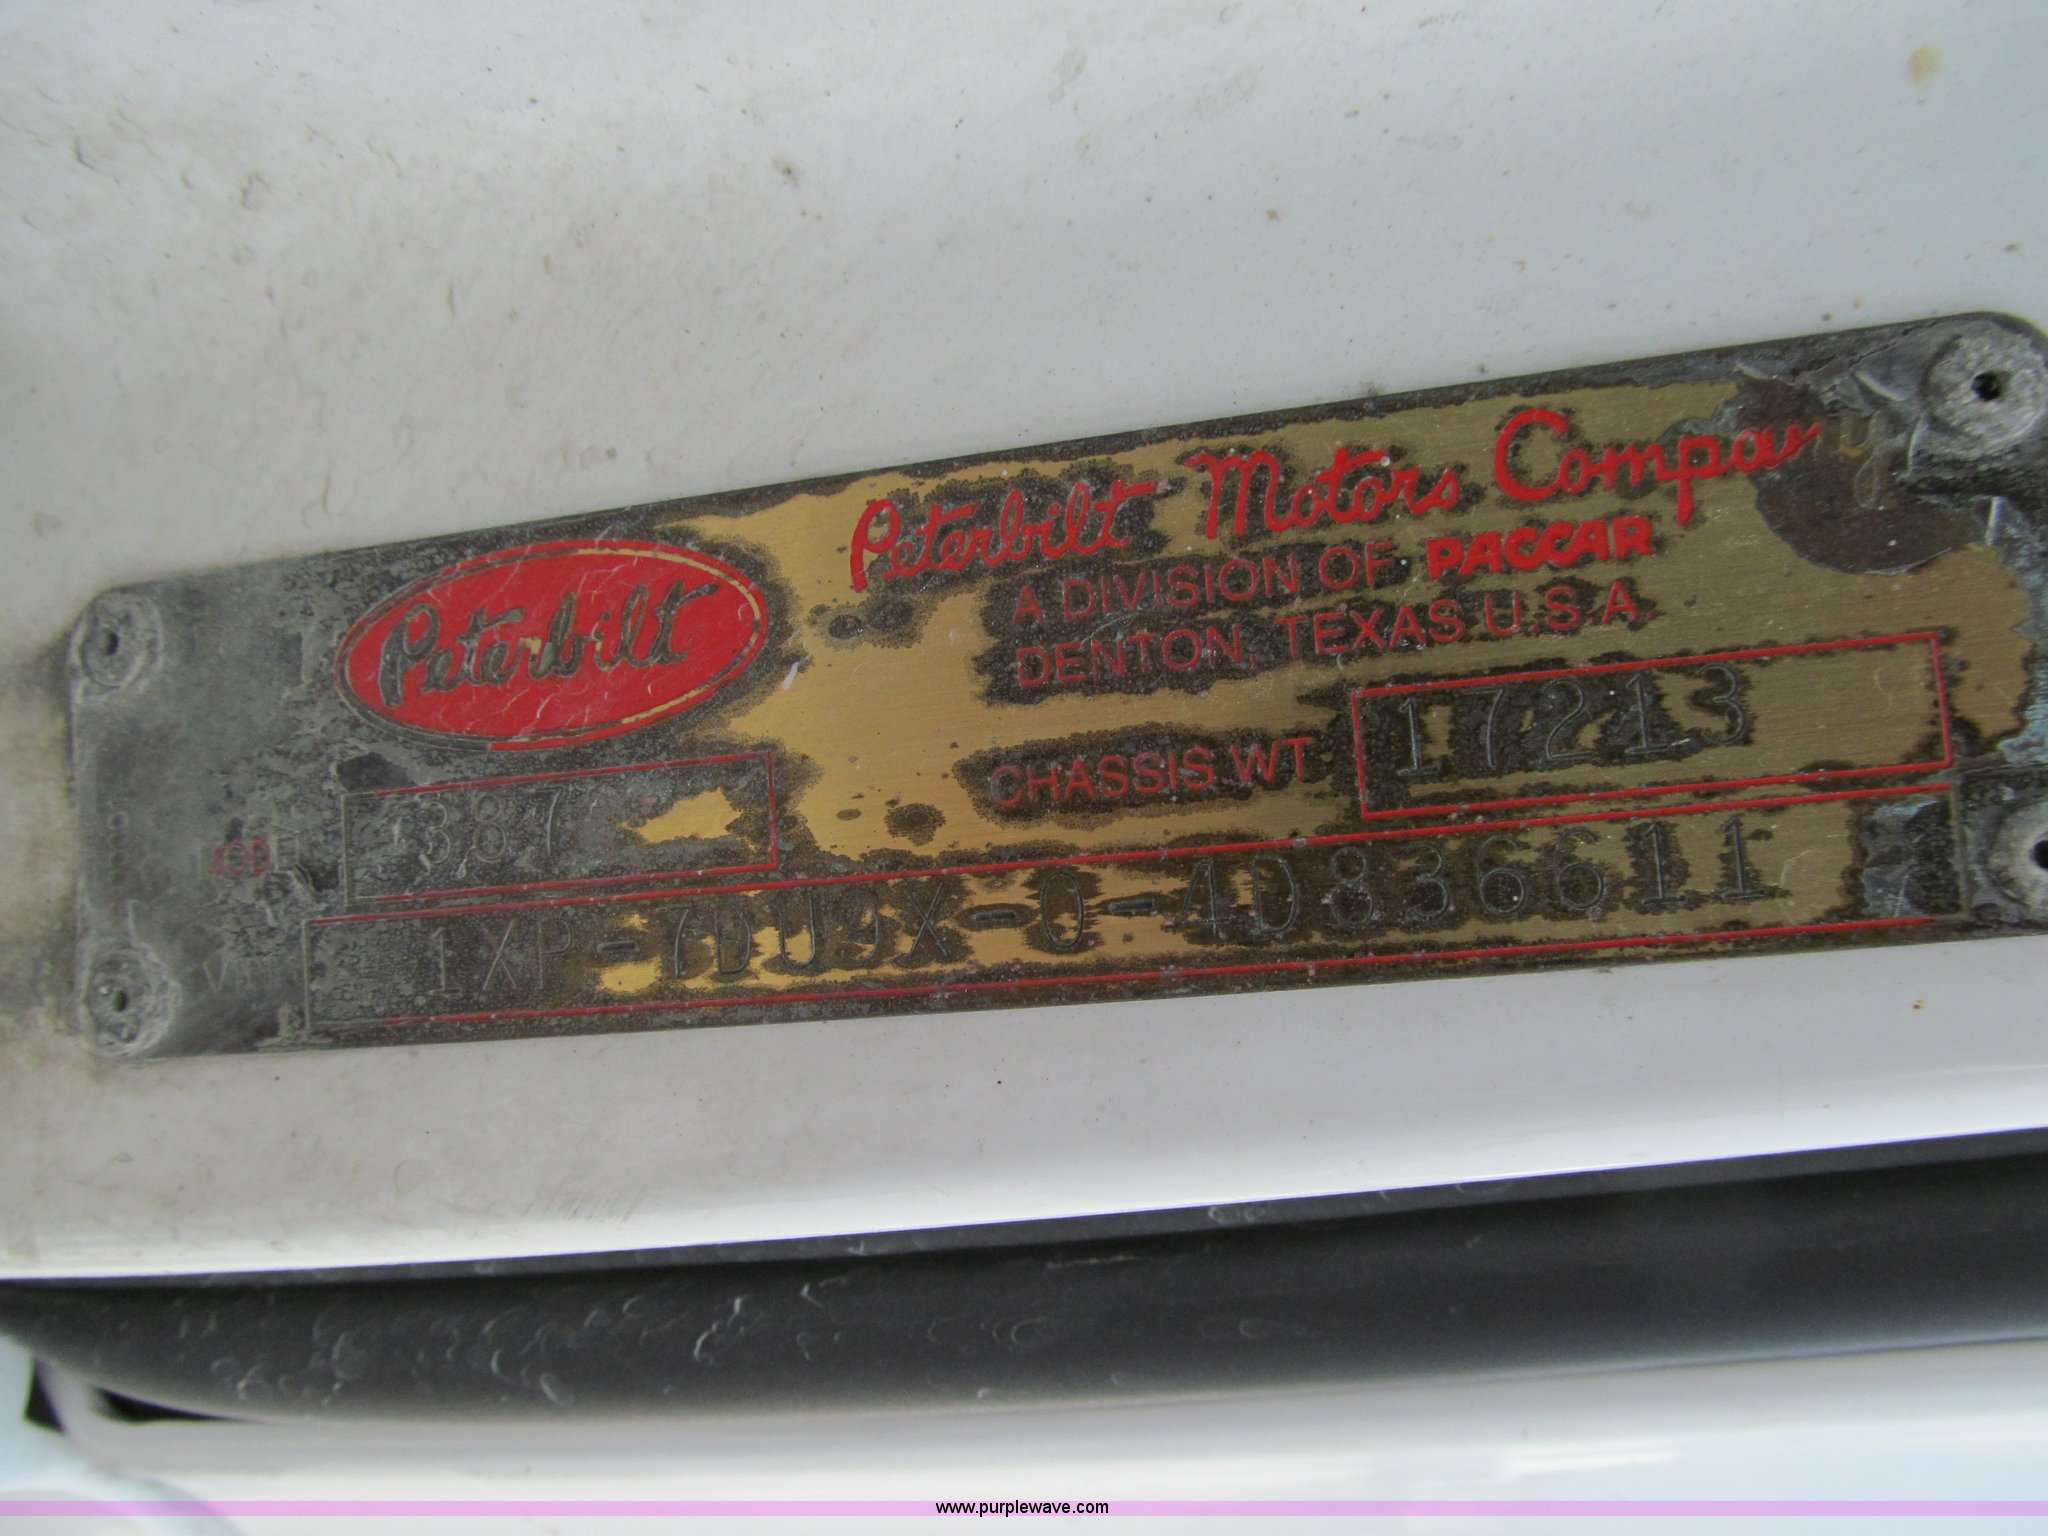 Peterbilt
Peterbilt Motors Company
A DIVISION OF PACCAR
DENTON, TEXAS U.S.A.
CHASSIS WT 17213
387
1XP-7DU9X-0-4D836611
www.purplewave.com